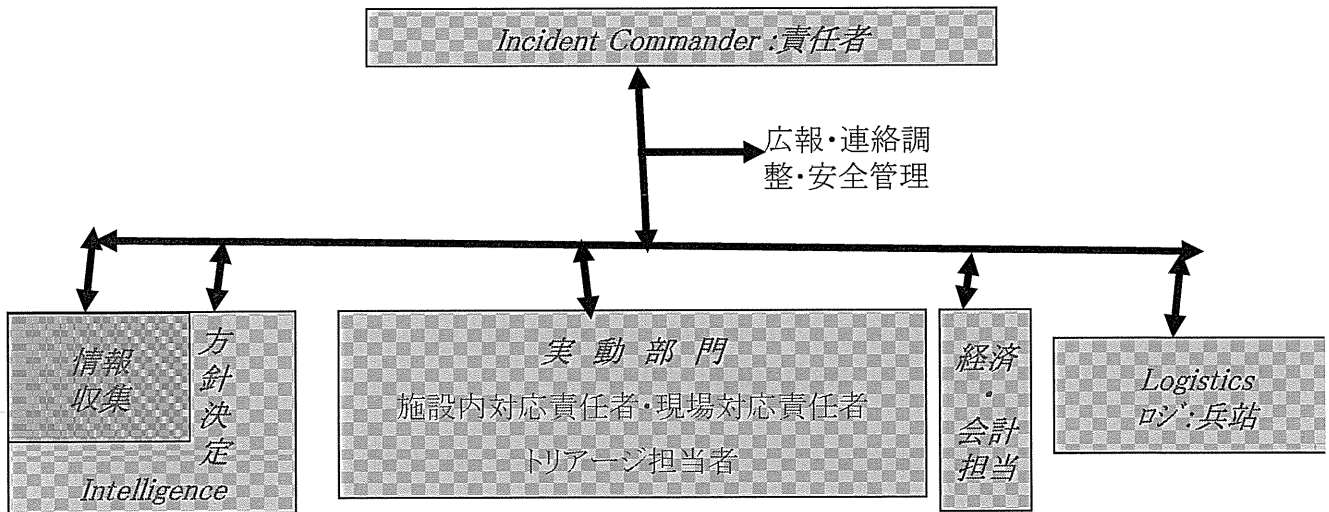 Incident Commander :責任者
広報・連絡調
整・安全管理
情報
収集
方針決定
Intelligence
実 動 部 門
施設内対応責任者・現場対応責任者
トリアージ担当者
経済
・
会計
担当
Logistics
ロジ:兵站